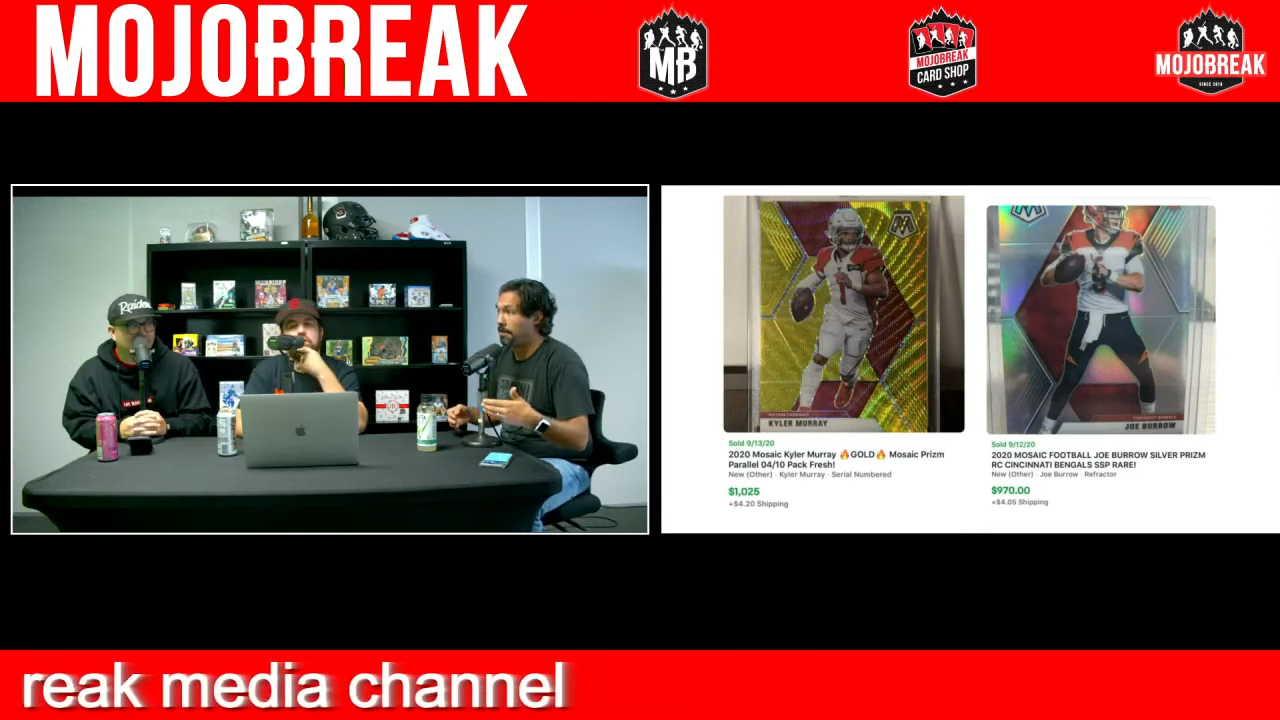 MOJOBREAK
MB
MOJOBREAK
CARD SHOP
MOJOBREAK
SINCE 2010
Raiders
KYLER MURRAY
JOE BURROW
Sold 9/13/20
2020 Mosaic Kyler Murray 🔥GOLD🔥 Mosaic Prizm
Parallel 04/10 Pack Fresh!
New (Other) · Kyler Murray · Serial Numbered
$1,025
+$4.20 Shipping
Sold 9/12/20
2020 MOSAIC FOOTBALL JOE BURROW SILVER PRIZM
RC CINCINNATI BENGALS SSP RARE!
New (Other) · Joe Burrow · Refractor
$970.00
+$4.05 Shipping
reak media channel